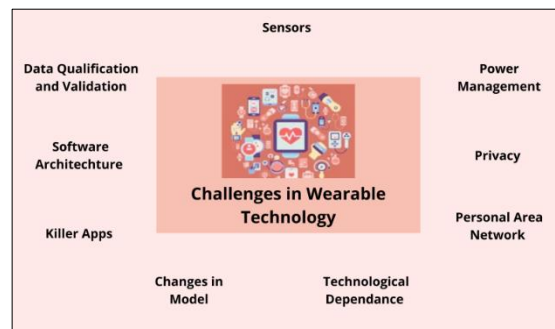 Sensors
Data Qualification
and Validation
Power
Management
Software
Architechture
Privacy
Challenges in Wearable
Technology
Killer Apps
Personal Area
Network
Changes in
Model
Technological
Dependance